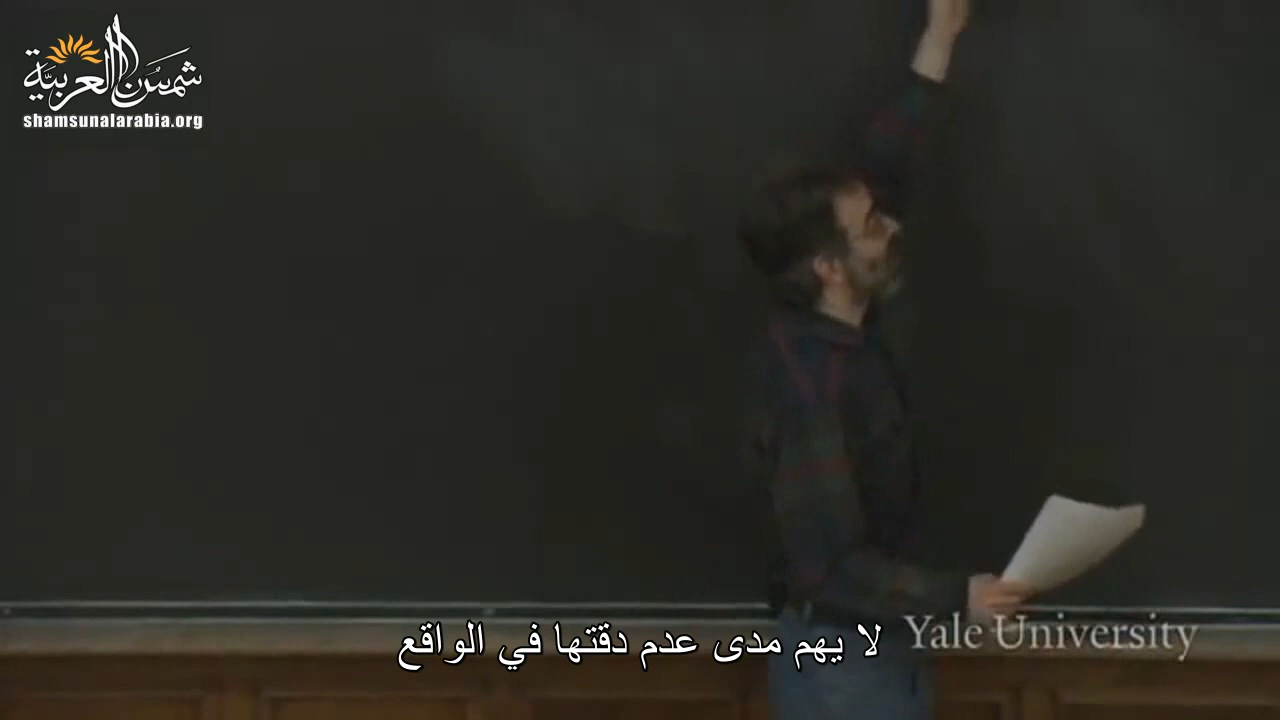 شمس العربية
shamsunalarabia.org
لا يهم مدى عدم دقتها في الواقع
Yale University